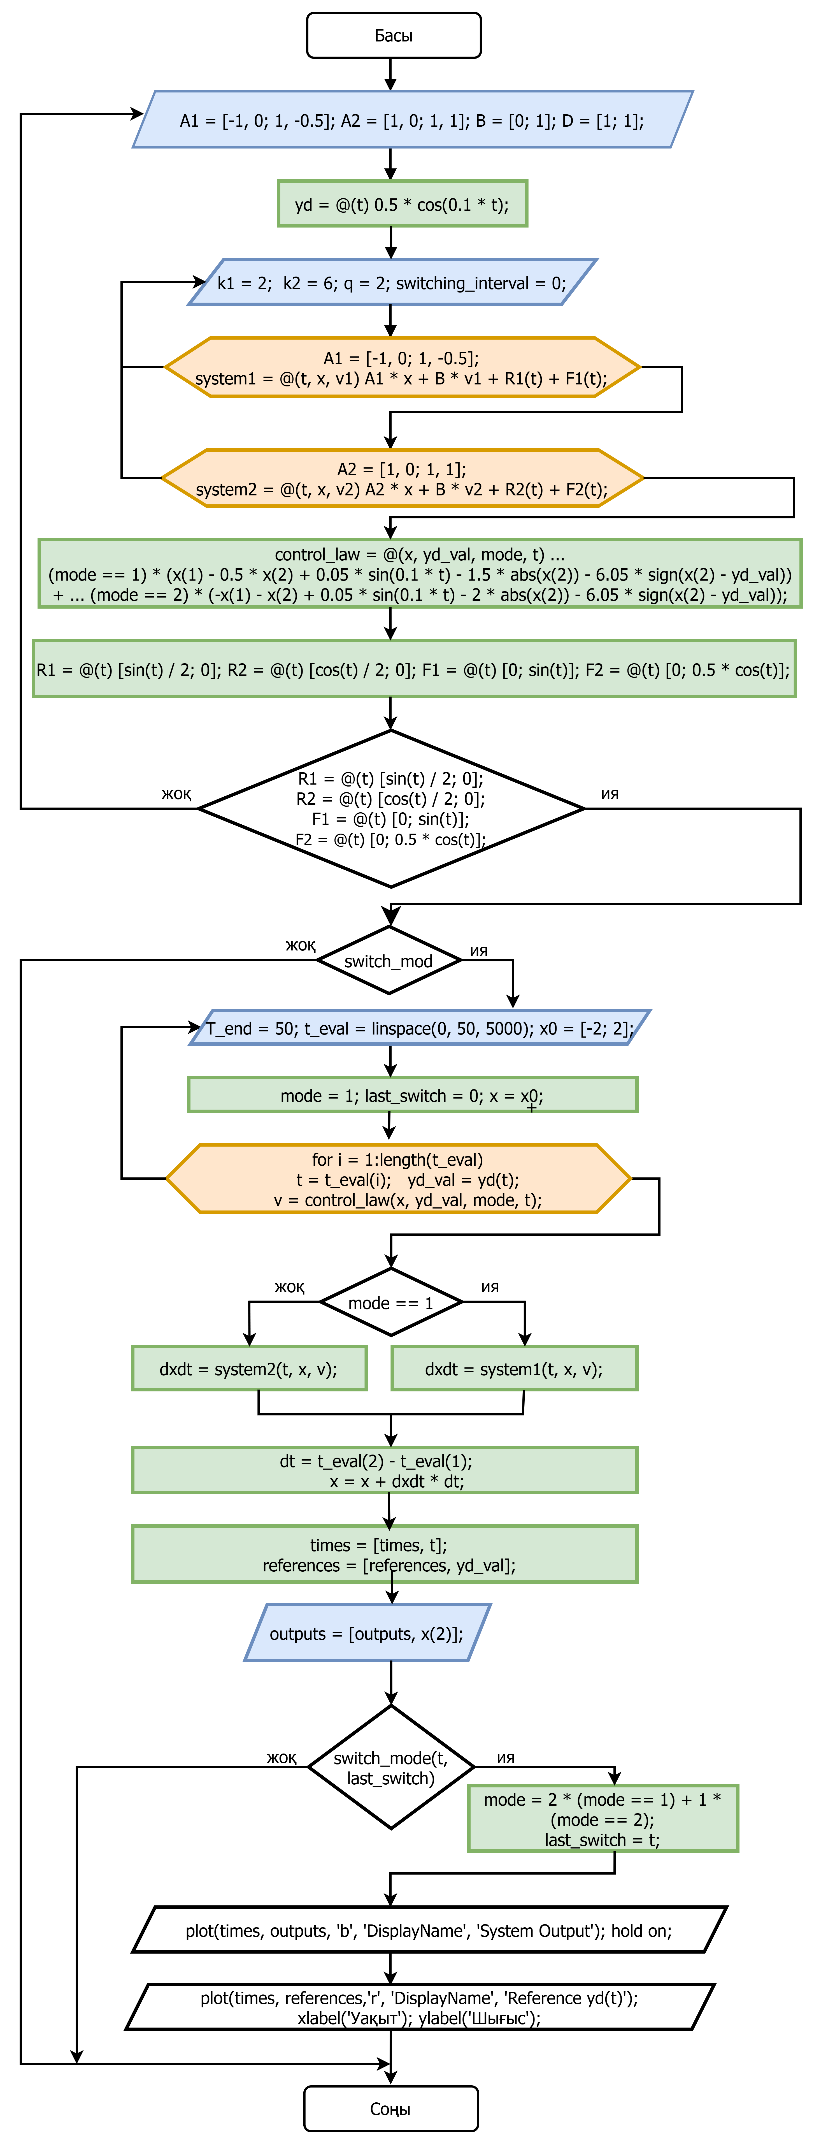 Басы
A1 = [-1, 0; 1, -0.5]; A2 = [1, 0; 1, 1]; B = [0; 1]; D = [1; 1];
yd = @(t) 0.5 * cos(0.1 * t);
k1 = 2;  k2 = 6; q = 2; switching_interval = 0;
A1 = [-1, 0; 1, -0.5];
system1 = @(t, x, v1) A1 * x + B * v1 + R1(t) + F1(t);
A2 = [1, 0; 1, 1];
system2 = @(t, x, v2) A2 * x + B * v2 + R2(t) + F2(t);
control_law = @(x, yd_val, mode, t) ...
(mode == 1) * (x(1) - 0.5 * x(2) + 0.05 * sin(0.1 * t) - 1.5 * abs(x(2)) - 6.05 * sign(x(2) - yd_val))
+ ... (mode == 2) * (-x(1) - x(2) + 0.05 * sin(0.1 * t) - 2 * abs(x(2)) - 6.05 * sign(x(2) - yd_val));
R1 = @(t) [sin(t) / 2; 0]; R2 = @(t) [cos(t) / 2; 0]; F1 = @(t) [0; sin(t)]; F2 = @(t) [0; 0.5 * cos(t)];
жоқ
ия
R1 = @(t) [sin(t) / 2; 0];
R2 = @(t) [cos(t) / 2; 0];
F1 = @(t) [0; sin(t)];
F2 = @(t) [0; 0.5 * cos(t)];
жоқ
ия
switch_mod
T_end = 50; t_eval = linspace(0, 50, 5000); x0 = [-2; 2];
mode = 1; last_switch = 0; x = x0;
+
for i = 1:length(t_eval)
t = t_eval(i);   yd_val = yd(t);
v = control_law(x, yd_val, mode, t);
жоқ
ия
mode == 1
dxdt = system2(t, x, v);
dxdt = system1(t, x, v);
dt = t_eval(2) - t_eval(1);
x = x + dxdt * dt;
times = [times, t];
references = [references, yd_val];
outputs = [outputs, x(2)];
жоқ
ия
switch_mode(t,
last_switch)
mode = 2 * (mode == 1) + 1 *
(mode == 2);
last_switch = t;
plot(times, outputs, 'b', 'DisplayName', 'System Output'); hold on;
plot(times, references,'r', 'DisplayName', 'Reference yd(t)');
xlabel('Уақыт'); ylabel('Шығыс');
Соңы